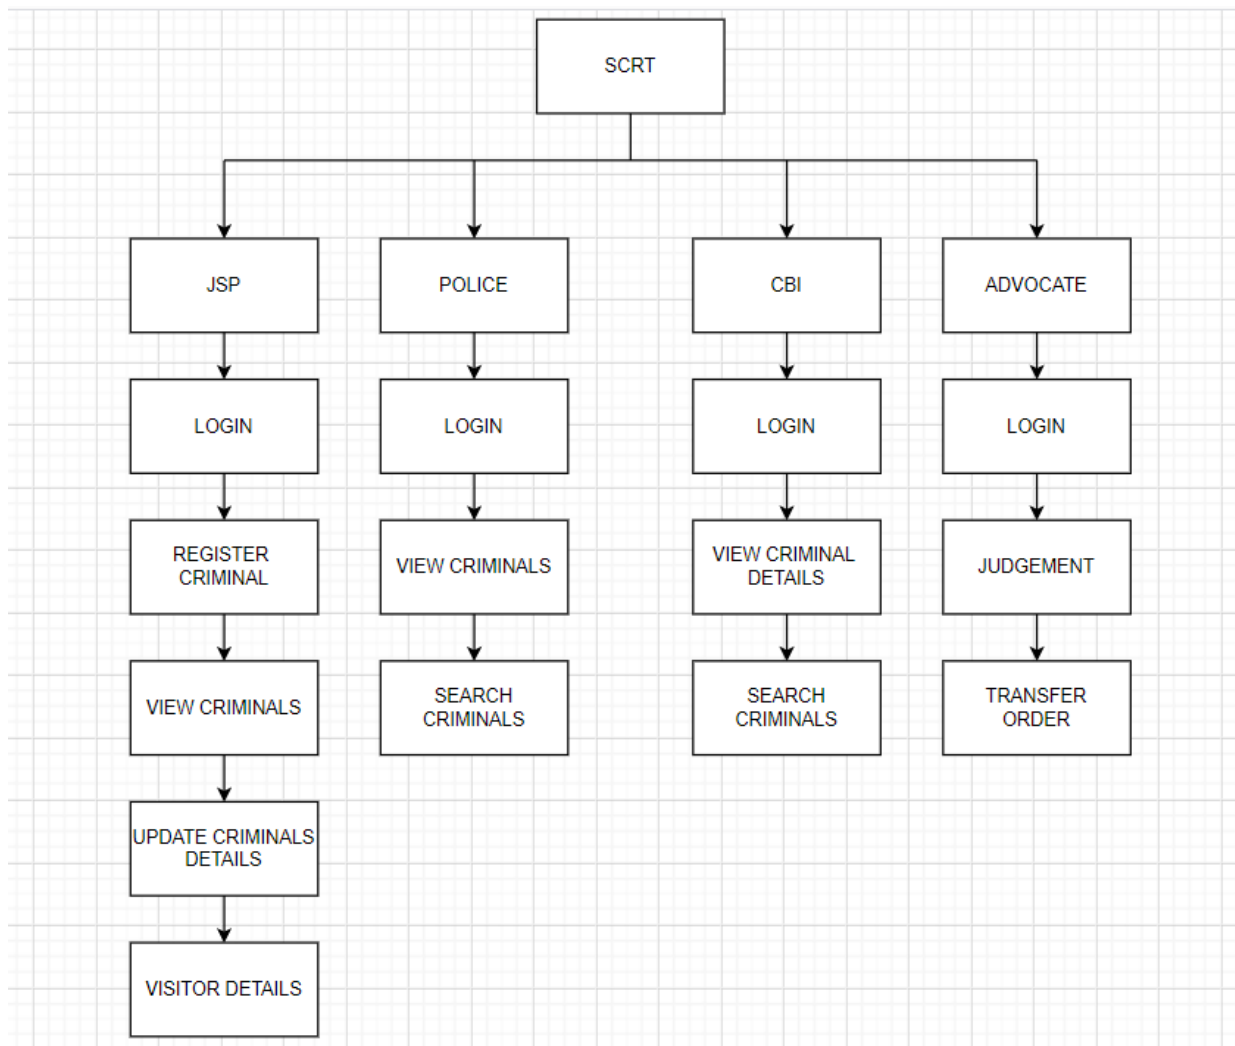 SCRT
JSP
POLICE
CBI
ADVOCATE
LOGIN
LOGIN
LOGIN
LOGIN
REGISTER
CRIMINAL
VIEW CRIMINALS
VIEW CRIMINAL
DETAILS
JUDGEMENT
VIEW CRIMINALS
SEARCH
CRIMINALS
SEARCH
CRIMINALS
TRANSFER
ORDER
UPDATE CRIMINALS
DETAILS
VISITOR DETAILS